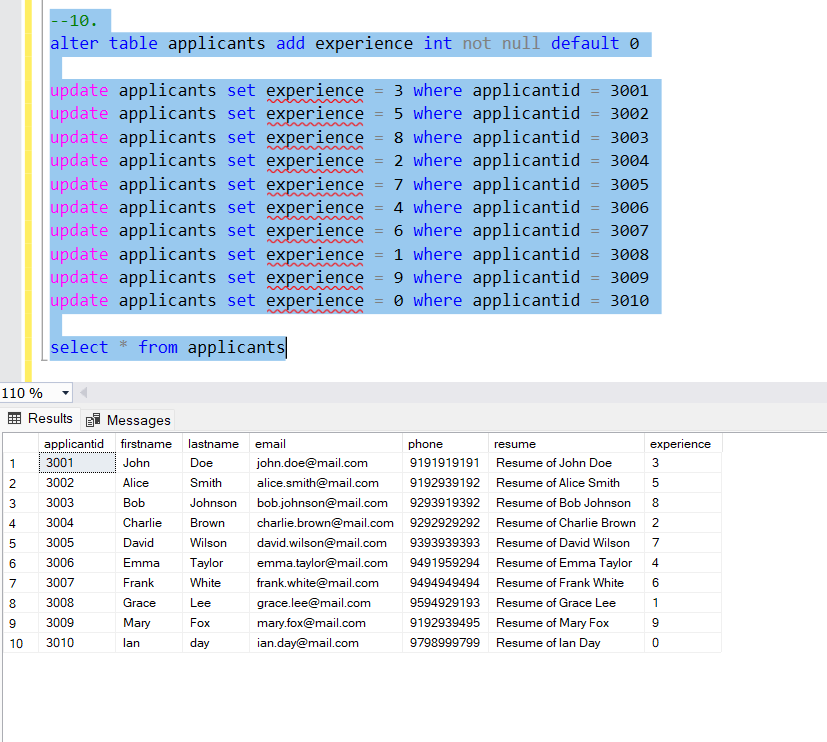 --10.
alter table applicants add experience int not null default 0
update applicants set experience = 3 where applicantid = 3001
update applicants set experience = 5 where applicantid = 3002
update applicants set experience = 8 where applicantid = 3003
update applicants set experience = 2 where applicantid = 3004
update applicants set experience = 7 where applicantid = 3005
update applicants set experience = 4 where applicantid = 3006
update applicants set experience = 6 where applicantid = 3007
update applicants set experience = 1 where applicantid = 3008
update applicants set experience = 9 where applicantid = 3009
update applicants set experience = 0 where applicantid = 3010
select * from applicants
110 %
Results Messages
applicantid firstname lastname email phone resume experience
1 3001 John Doe john.doe@mail.com 9191919191 Resume of John Doe 3
2 3002 Alice Smith alice.smith@mail.com 9192939192 Resume of Alice Smith 5
3 3003 Bob Johnson bob.johnson@mail.com 9293919392 Resume of Bob Johnson 8
4 3004 Charlie Brown charlie.brown@mail.com 9292929292 Resume of Charlie Brown 2
5 3005 David Wilson david.wilson@mail.com 9393939393 Resume of David Wilson 7
6 3006 Emma Taylor emma.taylor@mail.com 9491959294 Resume of Emma Taylor 4
7 3007 Frank White frank.white@mail.com 9494949494 Resume of Frank White 6
8 3008 Grace Lee grace.lee@mail.com 9594929193 Resume of Grace Lee 1
9 3009 Mary Fox mary.fox@mail.com 9192939495 Resume of Mary Fox 9
10 3010 Ian day ian.day@mail.com 9798999799 Resume of Ian Day 0